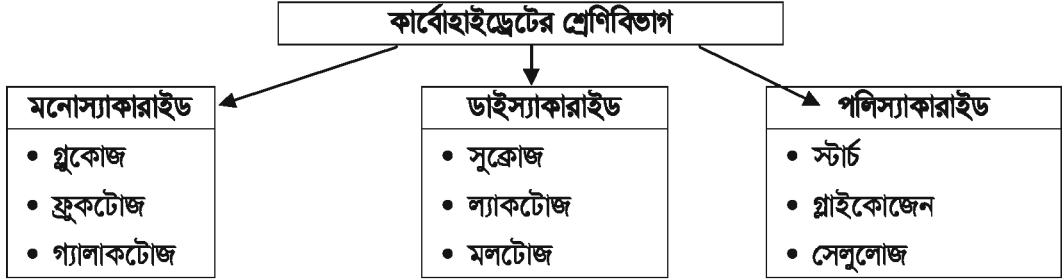 কার্বোহাইড্রেটের শ্রেণিবিভাগ
মনোস্যাকারাইড
• গ্লুকোজ
• ফ্রুকটোজ
• গ্যালাকটোজ
ডাইস্যাকারাইড
• সুক্রোজ
• ল্যাকটোজ
• মলটোজ
পলিস্যাকারাইড
• স্টার্চ
• গ্লাইকোজেন
• সেলুলোজ